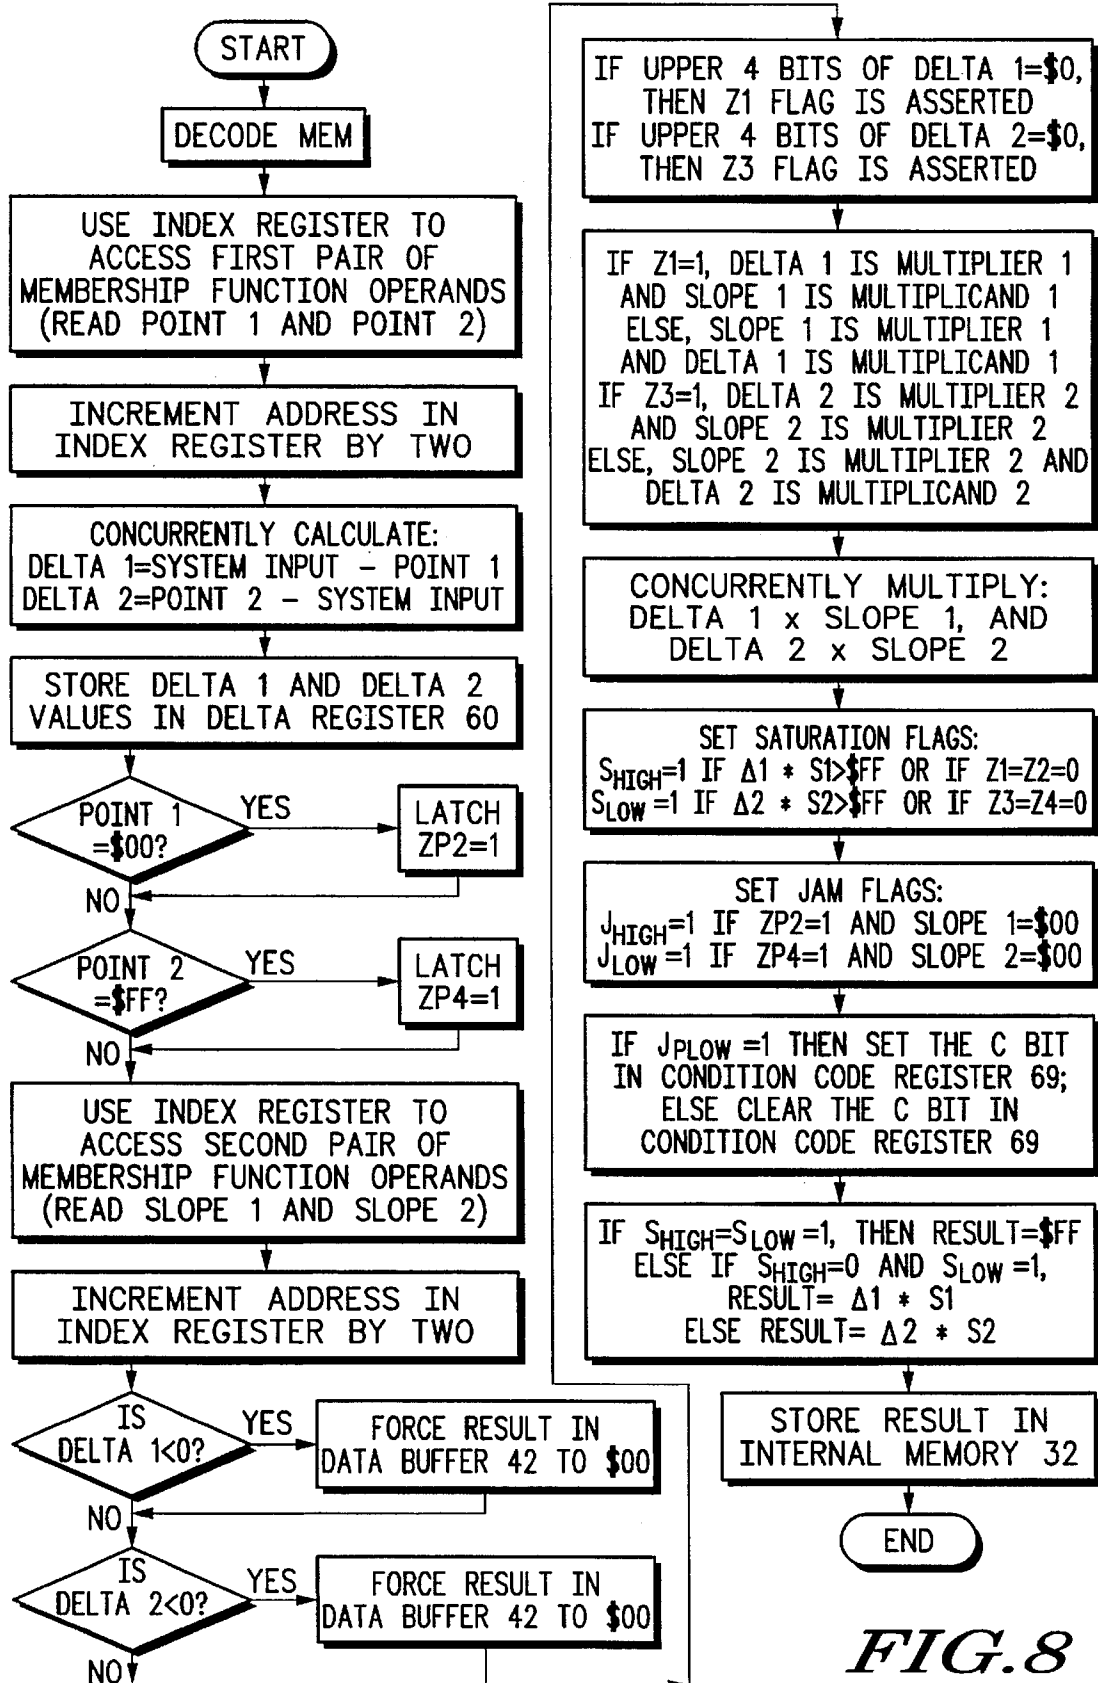 START
DECODE MEM
USE INDEX REGISTER TO
ACCESS FIRST PAIR OF
MEMBERSHIP FUNCTION OPERANDS
(READ POINT 1 AND POINT 2)
INCREMENT ADDRESS IN
INDEX REGISTER BY TWO
CONCURRENTLY CALCULATE:
DELTA 1=SYSTEM INPUT – POINT 1
DELTA 2=POINT 2 – SYSTEM INPUT
STORE DELTA 1 AND DELTA 2
VALUES IN DELTA REGISTER 60
POINT 1
=$00?
YES
LATCH
ZP2=1
NO
POINT 2
=$FF?
YES
LATCH
ZP4=1
NO
USE INDEX REGISTER TO
ACCESS SECOND PAIR OF
MEMBERSHIP FUNCTION OPERANDS
(READ SLOPE 1 AND SLOPE 2)
INCREMENT ADDRESS IN
INDEX REGISTER BY TWO
IS
DELTA 1<0?
YES
FORCE RESULT IN
DATA BUFFER 42 TO $00
NO
IS
DELTA 2<0?
YES
FORCE RESULT IN
DATA BUFFER 42 TO $00
NO
IF UPPER 4 BITS OF DELTA 1=$0,
THEN Z1 FLAG IS ASSERTED
IF UPPER 4 BITS OF DELTA 2=$0,
THEN Z3 FLAG IS ASSERTED
IF Z1=1, DELTA 1 IS MULTIPLIER 1
AND SLOPE 1 IS MULTIPLICAND 1
ELSE, SLOPE 1 IS MULTIPLIER 1
AND DELTA 1 IS MULTIPLICAND 1
IF Z3=1, DELTA 2 IS MULTIPLIER 2
AND SLOPE 2 IS MULTIPLIER 2
ELSE, SLOPE 2 IS MULTIPLIER 2 AND
DELTA 2 IS MULTIPLICAND 2
CONCURRENTLY MULTIPLY:
DELTA 1 x SLOPE 1, AND
DELTA 2 x SLOPE 2
SET SATURATION FLAGS:
SHIGH=1 IF Δ1 * S1>$FF OR IF Z1=Z2=0
SLOW=1 IF Δ2 * S2>$FF OR IF Z3=Z4=0
SET JAM FLAGS:
JHIGH=1 IF ZP2=1 AND SLOPE 1=$00
JLOW=1 IF ZP4=1 AND SLOPE 2=$00
IF JPLOW=1 THEN SET THE C BIT
IN CONDITION CODE REGISTER 69;
ELSE CLEAR THE C BIT IN
CONDITION CODE REGISTER 69
IF SHIGH=SLOW=1, THEN RESULT=$FF
ELSE IF SHIGH=0 AND SLOW=1,
RESULT= Δ1 * S1
ELSE RESULT= Δ2 * S2
STORE RESULT IN
INTERNAL MEMORY 32
END
FIG.8